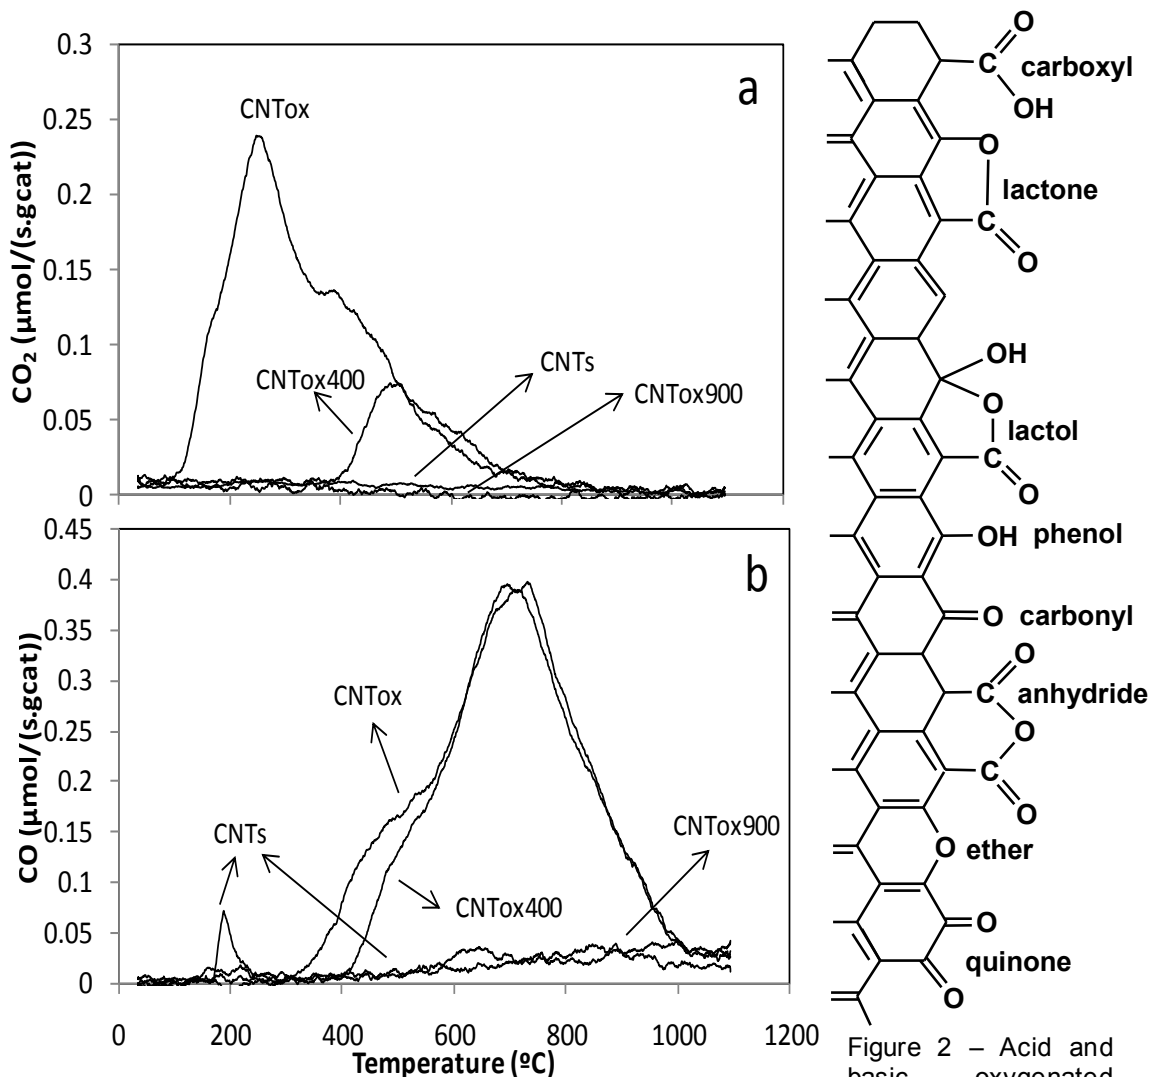 0.3
0.25
0.2
0.15
0.1
0.05
0
CO₂ (µmol/(s.gcat))
a
CNTox
CNTox400
CNTs
CNTox900
0.45
0.4
0.35
0.3
0.25
0.2
0.15
0.1
0.05
0
CO (µmol/(s.gcat))
b
CNTox
CNTs
CNTox900
CNTox400
0 200 400 600 800 1000 1200
Temperature (ºC)
O
C carboxyl
OH
O
lactone
C
O
OH
O
lactol
C
O
OH phenol
O carbonyl
O
C anhydride
O
C
O
O ether
O
quinone
O
Figure 2 – Acid and
basic oxygenated